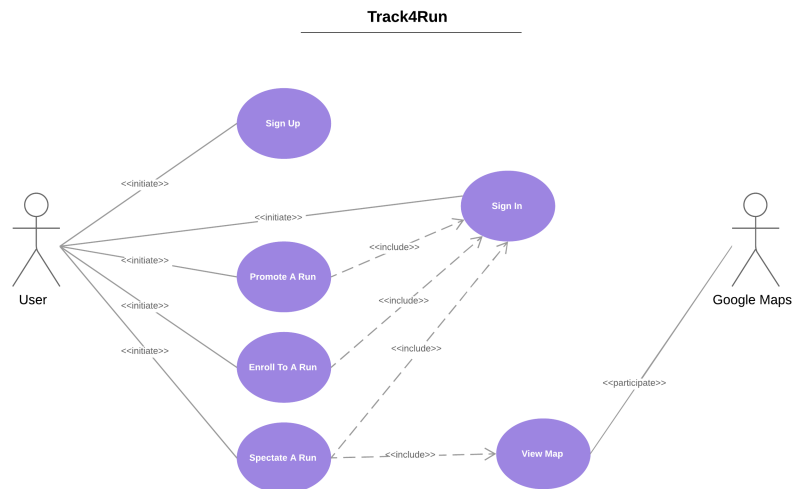 Track4Run
Sign Up
<<initiate>>
Sign In
<<initiate>>
<<include>>
<<initiate>>
Promote A Run
User
Google Maps
<<include>>
<<initiate>>
<<include>>
<<initiate>>
Enroll To A Run
<<participate>>
Spectate A Run
<<include>>
View Map